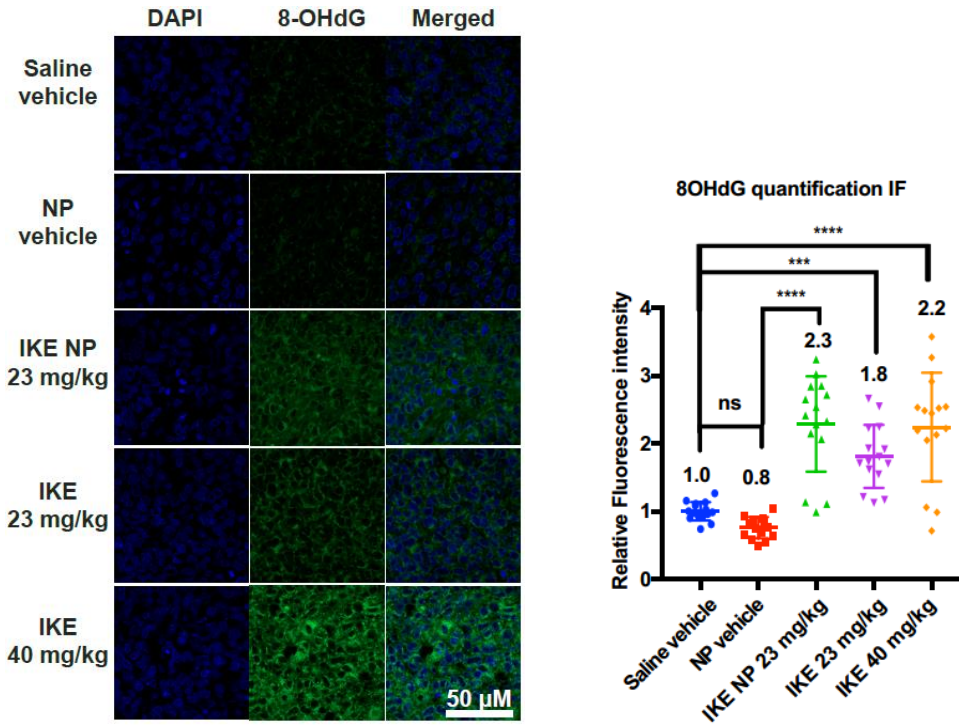 DAPI 8-OHdG Merged
Saline
vehicle
NP
vehicle
IKE NP
23 mg/kg
IKE
23 mg/kg
IKE
40 mg/kg
50 µM
8OHdG quantification IF
****
***
****
ns
1.0
0.8
2.3
1.8
2.2
Relative Fluorescence intensity
4
3
2
1
0
Saline vehicle
NP vehicle
IKE NP 23 mg/kg
IKE 23 mg/kg
IKE 40 mg/kg